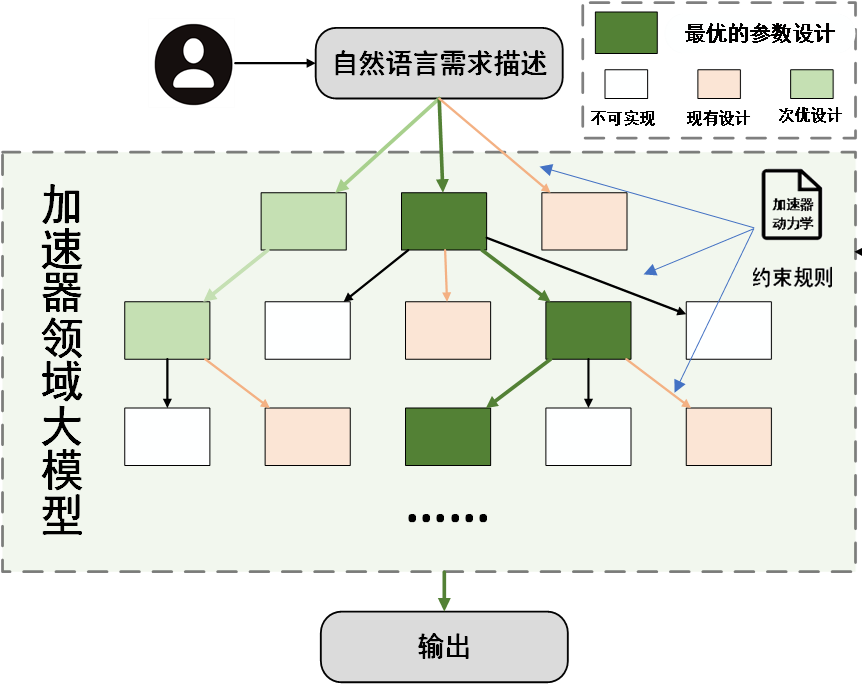 自然语言需求描述
最优的参数设计
不可实现
现有设计
次优设计
加速器领域大模型
加速器
动力学
约束规则
......
输出